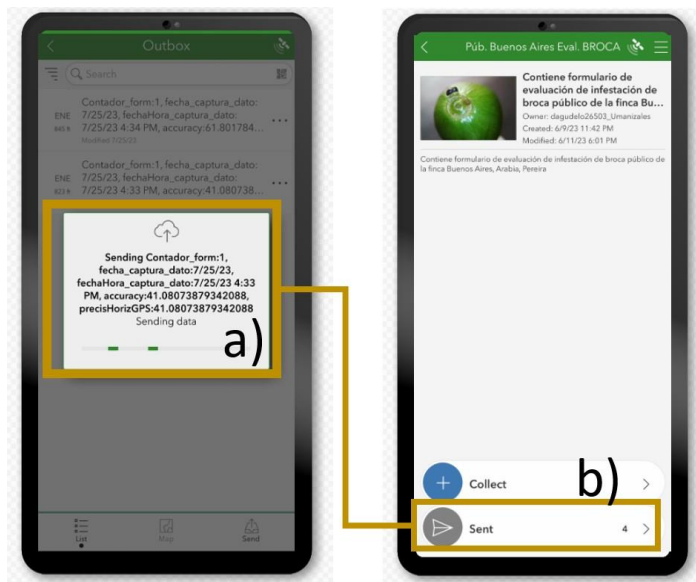 Outbox
Search
Contador_form:1, fecha_captura_dato:
ENE 7/25/23, fechaHora_captura_dato:
7/25/23 4:34 PM, accuracy:61.801784...
Modified 7/25/23
Contador_form:1, fecha_captura_dato:
ENE 7/25/23, fechaHora_captura_dato:
7/25/23 4:33 PM, accuracy:41.080738...
Sending Contador_form:1,
fecha_captura_dato:7/25/23,
fechaHora_captura_dato:7/25/23 4:33
PM, accuracy:41.08073879342088,
precisHorizGPS:41.08073879342088
Sending data
a)
List
Map
Send
Púb. Buenos Aires Eval. BROCA
Contiene formulario de
evaluación de infestación de
broca público de la finca Bu...
Owner: dagudelo26503_Umanizales
Created: 6/9/23 11:42 PM
Modified: 6/11/23 6:01 PM
Contiene formulario de evaluación de infestación de broca público de
la finca Buenos Aires, Arabia, Pereira
Collect
b)
Sent 4